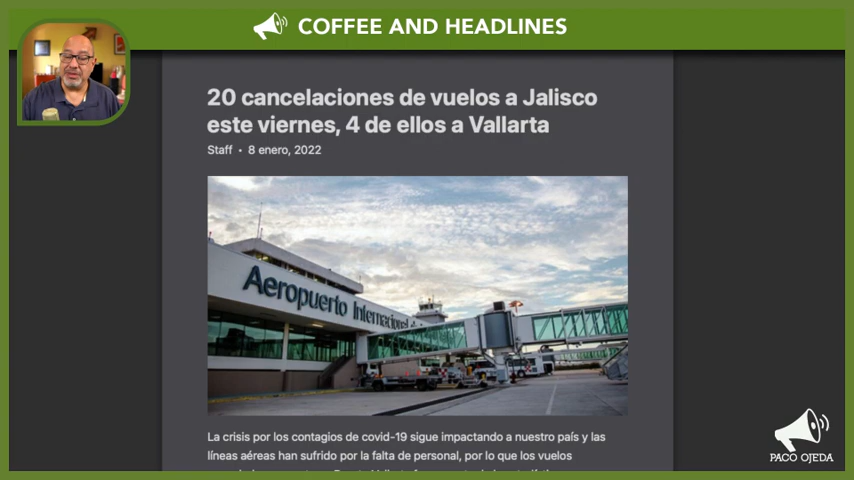 COFFEE AND HEADLINES
20 cancelaciones de vuelos a Jalisco
este viernes, 4 de ellos a Vallarta
Staff • 8 enero, 2022
Aeropuerto Internacional
La crisis por los contagios de covid-19 sigue impactando a nuestro país y las
líneas aéreas han sufrido por la falta de personal, por lo que los vuelos
PACO OJEDA